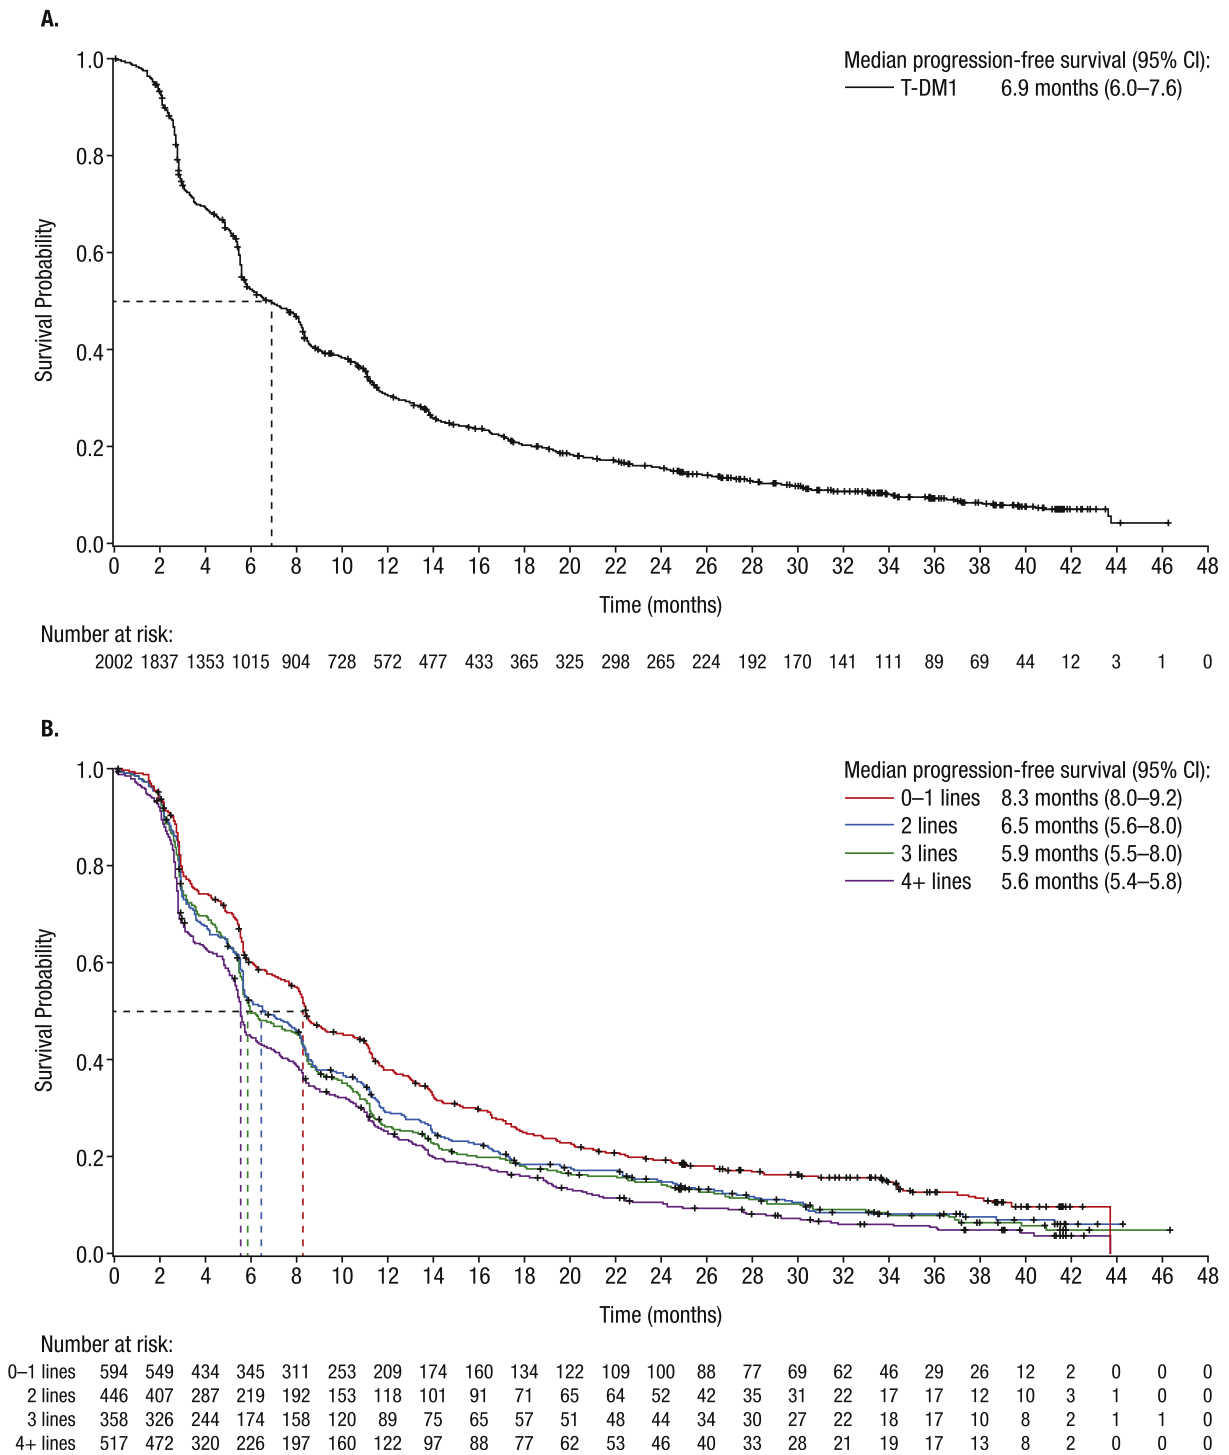 A.
Median progression-free survival (95% CI):
T-DM1 6.9 months (6.0–7.6)
Survival Probability
1.0
0.8
0.6
0.4
0.2
0.0
0 2 4 6 8 10 12 14 16 18 20 22 24 26 28 30 32 34 36 38 40 42 44 46 48
Time (months)
Number at risk:
2002 1837 1353 1015 904 728 572 477 433 365 325 298 265 224 192 170 141 111 89 69 44 12 3 1 0
B.
Median progression-free survival (95% CI):
0–1 lines 8.3 months (8.0–9.2)
2 lines 6.5 months (5.6–8.0)
3 lines 5.9 months (5.5–8.0)
4+ lines 5.6 months (5.4–5.8)
Survival Probability
1.0
0.8
0.6
0.4
0.2
0.0
0 2 4 6 8 10 12 14 16 18 20 22 24 26 28 30 32 34 36 38 40 42 44 46 48
Time (months)
Number at risk:
0–1 lines 594 549 434 345 311 253 209 174 160 134 122 109 100 88 77 69 62 46 29 26 12 2 0 0 0
2 lines 446 407 287 219 192 153 118 101 91 71 65 64 52 42 35 31 22 17 17 12 10 3 1 0 0
3 lines 358 326 244 174 158 120 89 75 65 57 51 48 44 34 30 27 22 18 17 10 8 2 1 1 0
4+ lines 517 472 320 226 197 160 122 97 88 77 62 53 46 40 33 28 21 19 17 13 8 2 0 0 0